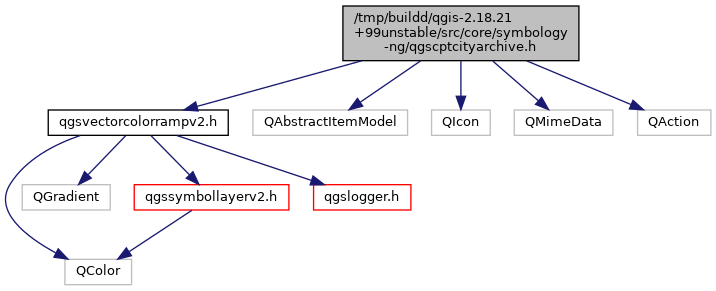 /tmp/buildd/qgis-2.18.21
+99unstable/src/core/symbology
-ng/qgscptcityarchive.h
qgsvectorcolorrampv2.h
QAbstractItemModel
QIcon
QMimeData
QAction
QGradient
qgssymbollayerv2.h
qgslogger.h
QColor